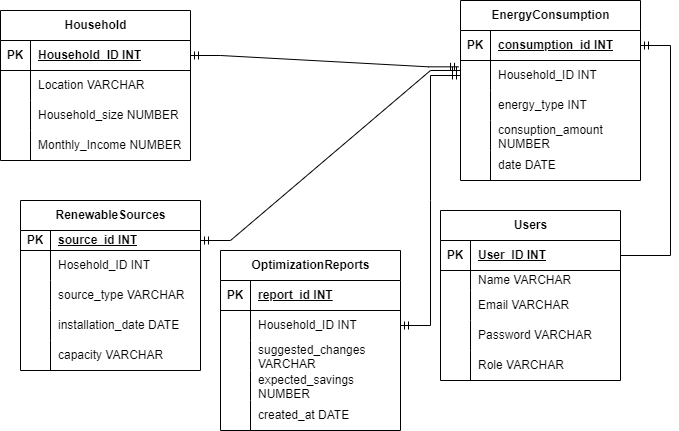 Household
PK Household_ID INT
Location VARCHAR
Household_size NUMBER
Monthly_Income NUMBER
EnergyConsumption
PK consumption_id INT
Household_ID INT
energy_type INT
consuption_amount
NUMBER
date DATE
RenewableSources
PK source_id INT
Hosehold_ID INT
source_type VARCHAR
installation_date DATE
capacity VARCHAR
OptimizationReports
PK report_id INT
Household_ID INT
suggested_changes
VARCHAR
expected_savings
NUMBER
created_at DATE
Users
PK User_ID INT
Name VARCHAR
Email VARCHAR
Password VARCHAR
Role VARCHAR